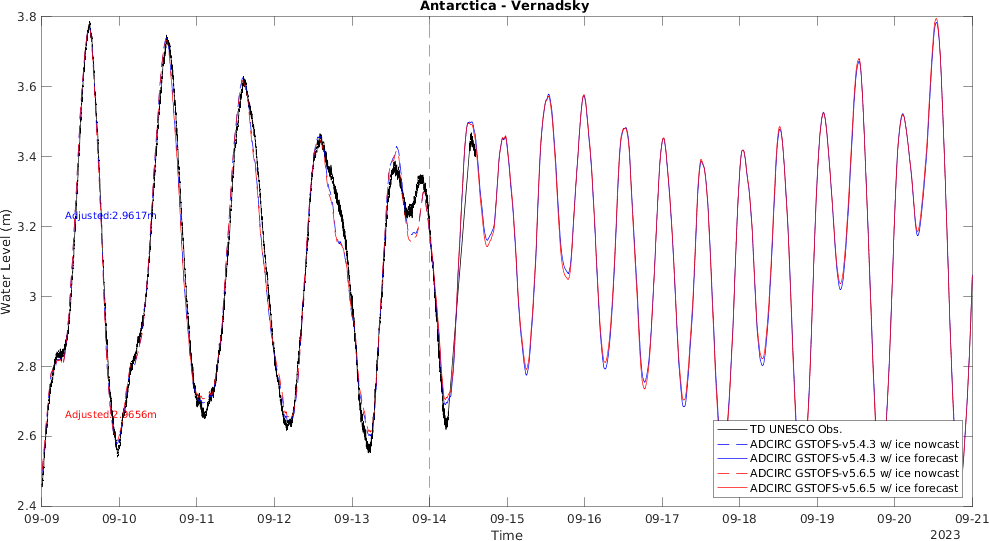 Antarctica - Vernadsky
3.8
3.6
3.4
3.2
3
2.8
2.6
2.4
Water Level (m)
Adjusted:2.9617m
Adjusted:2.9656m
TD UNESCO Obs.
ADCIRC GSTOFS-v5.4.3 w/ ice nowcast
ADCIRC GSTOFS-v5.4.3 w/ ice forecast
ADCIRC GSTOFS-v5.6.5 w/ ice nowcast
ADCIRC GSTOFS-v5.6.5 w/ ice forecast
09-09 09-10 09-11 09-12 09-13 09-14 09-15 09-16 09-17 09-18 09-19 09-20 09-21
Time
2023